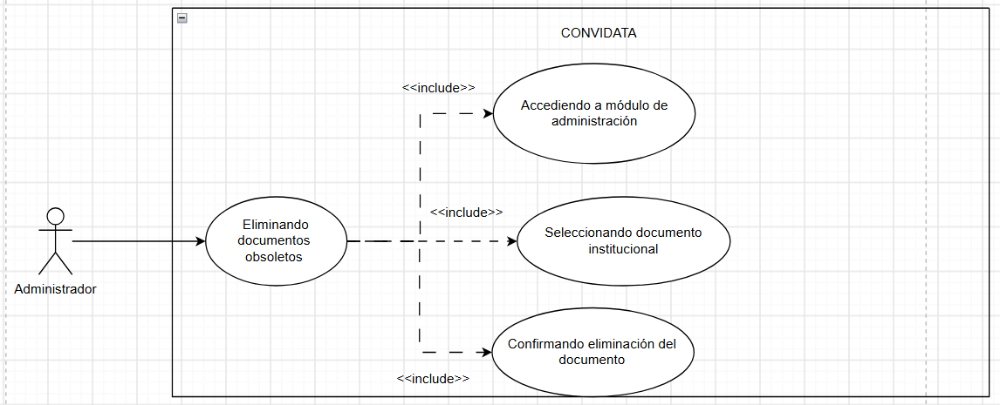 CONVIDATA
<<include>>
Accediendo a módulo de
administración
<<include>>
Eliminando
documentos
obsoletos
Seleccionando documento
institucional
Administrador
Confirmando eliminación del
documento
<<include>>